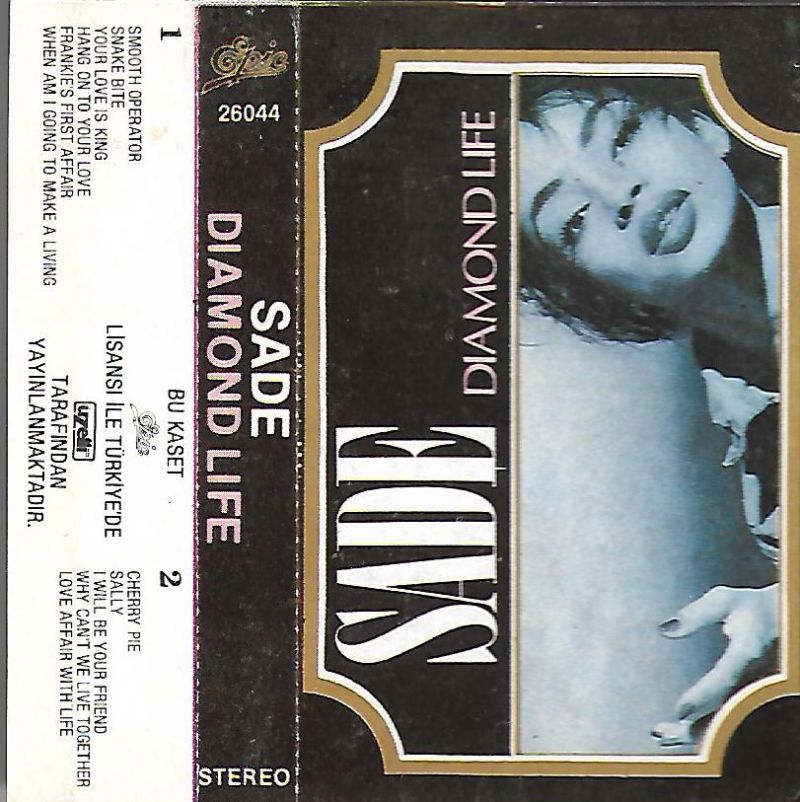 1
SMOOTH OPERATOR
SNAKE BITE
YOUR LOVE IS KING
HANG ON TO YOUR LOVE
FRANKIE'S FIRST AFFAIR
WHEN AM I GOING TO MAKE A LIVING
BU KASET
Epic
LİSANSI İLE TÜRKİYE'DE
uzelli
TARAFINDAN
YAYINLANMAKTADIR.
2
CHERRY PIE
SALLY
I WILL BE YOUR FRIEND
WHY CAN'T WE LIVE TOGETHER
LOVE AFFAIR WITH LIFE
Epic
26044
SADE
DIAMOND LIFE
STEREO
DIAMOND LIFE
SADE